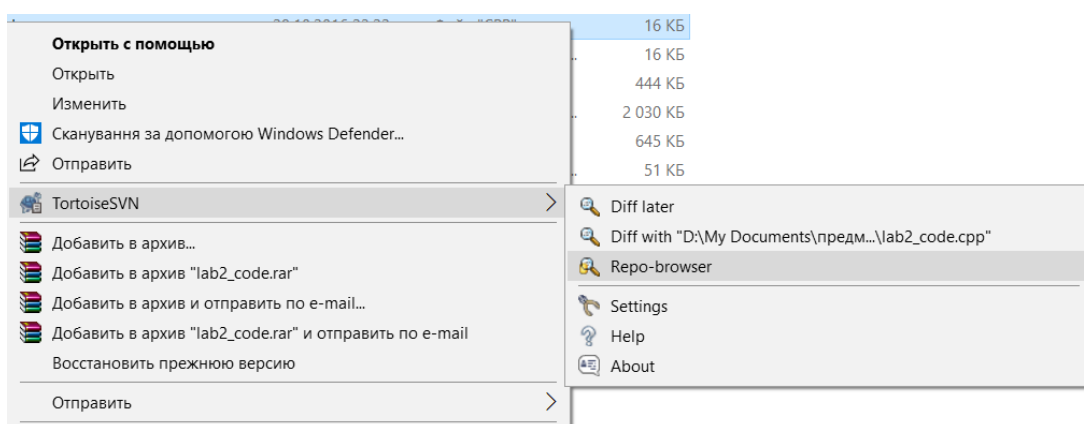 16 КБ
Открыть с помощью
16 КБ
Открыть
444 КБ
Изменить
2 030 КБ
Сканування за допомогою Windows Defender...
645 КБ
Отправить
51 КБ
TortoiseSVN
Diff later
Diff with "D:\My Documents\предм...\lab2_code.cpp"
Repo-browser
Settings
Help
About
Добавить в архив...
Добавить в архив "lab2_code.rar"
Добавить в архив и отправить по e-mail...
Добавить в архив "lab2_code.rar" и отправить по e-mail
Восстановить прежнюю версию
Отправить